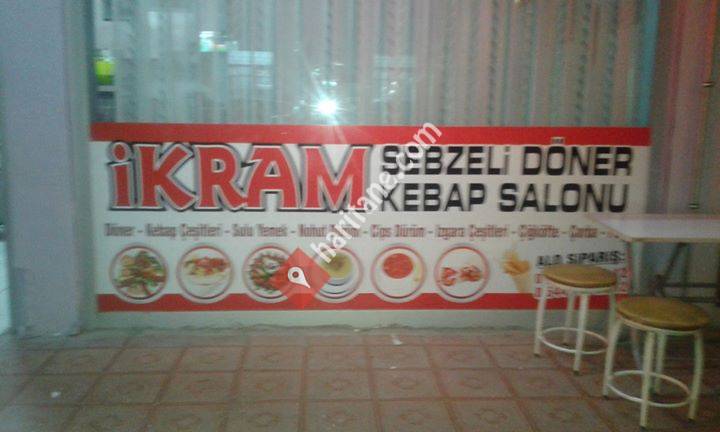 İKRAM
SEBZELİ DÖNER
KEBAP SALONU
Döner - Kebap Çeşitleri - Sulu Yemek - Nohut - Cips Dürüm - Izgara Çeşitleri - Çiğköfte - Çorba -
ALO SİPARİŞ:
harihane.com